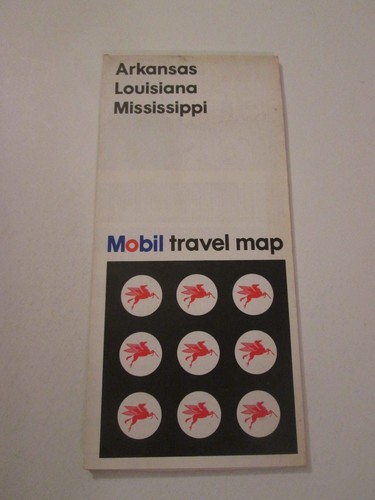 Arkansas
Louisiana
Mississippi
Mobil travel map